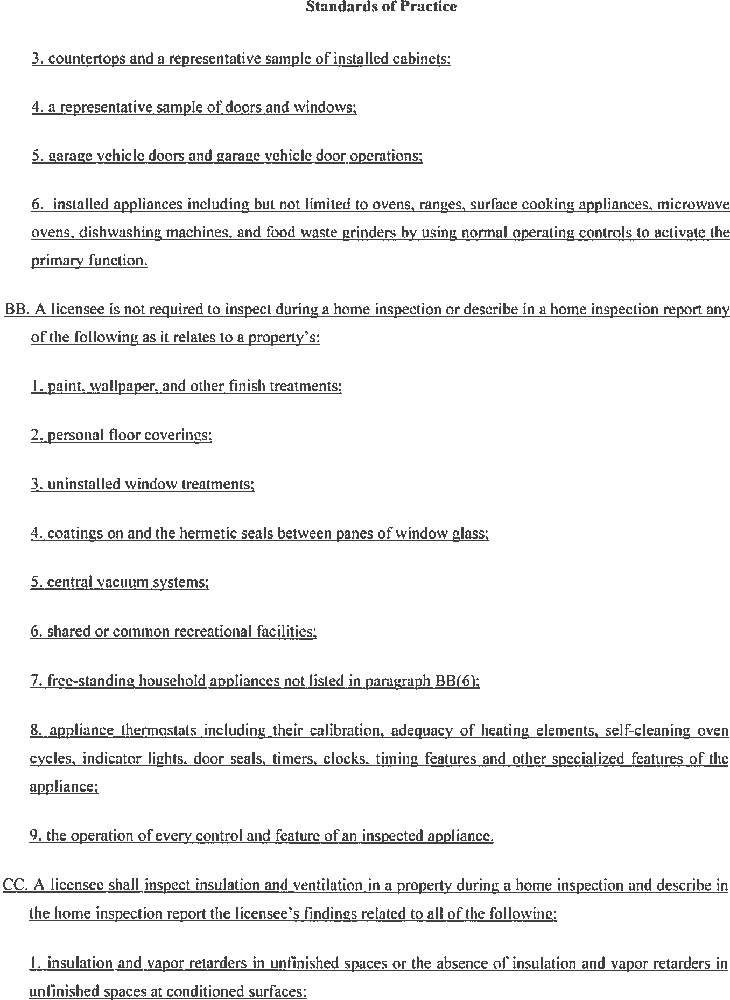 Standards of Practice
3. countertops and a representative sample of installed cabinets;
4. a representative sample of doors and windows;
5. garage vehicle doors and garage vehicle door operations;
6. installed appliances including but not limited to ovens, ranges, surface cooking appliances, microwave
ovens, dishwashing machines, and food waste grinders by using normal operating controls to activate the
primary function.
BB. A licensee is not required to inspect during a home inspection or describe in a home inspection report any
of the following as it relates to a property's:
1. paint, wallpaper, and other finish treatments;
2. personal floor coverings;
3. uninstalled window treatments;
4. coatings on and the hermetic seals between panes of window glass;
5. central vacuum systems;
6. shared or common recreational facilities;
7. free-standing household appliances not listed in paragraph BB(6);
8. appliance thermostats including their calibration, adequacy of heating elements, self-cleaning oven
cycles, indicator lights, door seals, timers, clocks, timing features and other specialized features of the
appliance;
9. the operation of every control and feature of an inspected appliance.
CC. A licensee shall inspect insulation and ventilation in a property during a home inspection and describe in
the home inspection report the licensee's findings related to all of the following:
1. insulation and vapor retarders in unfinished spaces or the absence of insulation and vapor retarders in
unfinished spaces at conditioned surfaces;